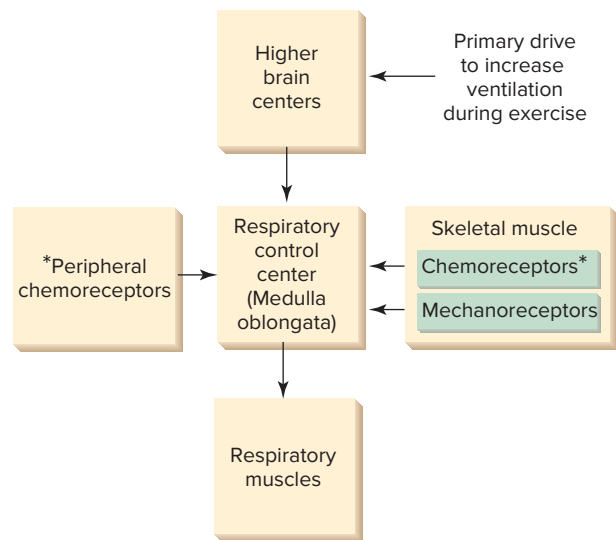 Higher
brain
centers
Primary drive
to increase
ventilation
during exercise
*Peripheral
chemoreceptors
Respiratory
control
center
(Medulla
oblongata)
Skeletal muscle
Chemoreceptors*
Mechanoreceptors
Respiratory
muscles